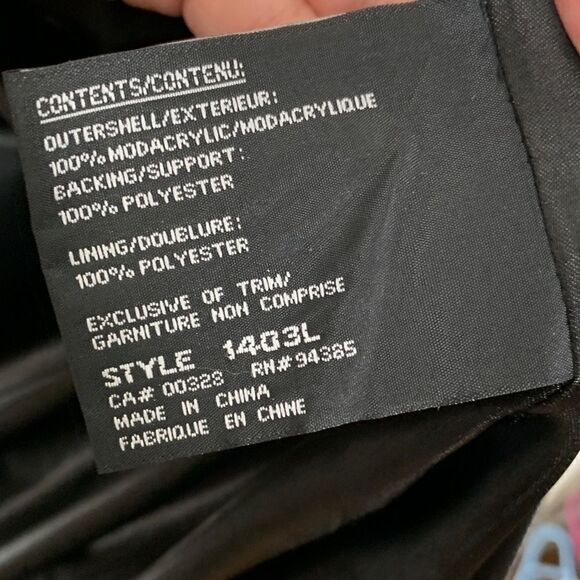 CONTENTS/CONTENU:
OUTERSHELL/EXTERIEUR:
100% MODACRYLIC/MODACRYLIQUE
BACKING/SUPPORT:
100% POLYESTER
LINING/DOUBLURE:
100% POLYESTER
EXCLUSIVE OF TRIM/
GARNITURE NON COMPRISE
STYLE 1403L
CA# 00328 RN# 94385
MADE IN CHINA
FABRIQUE EN CHINE